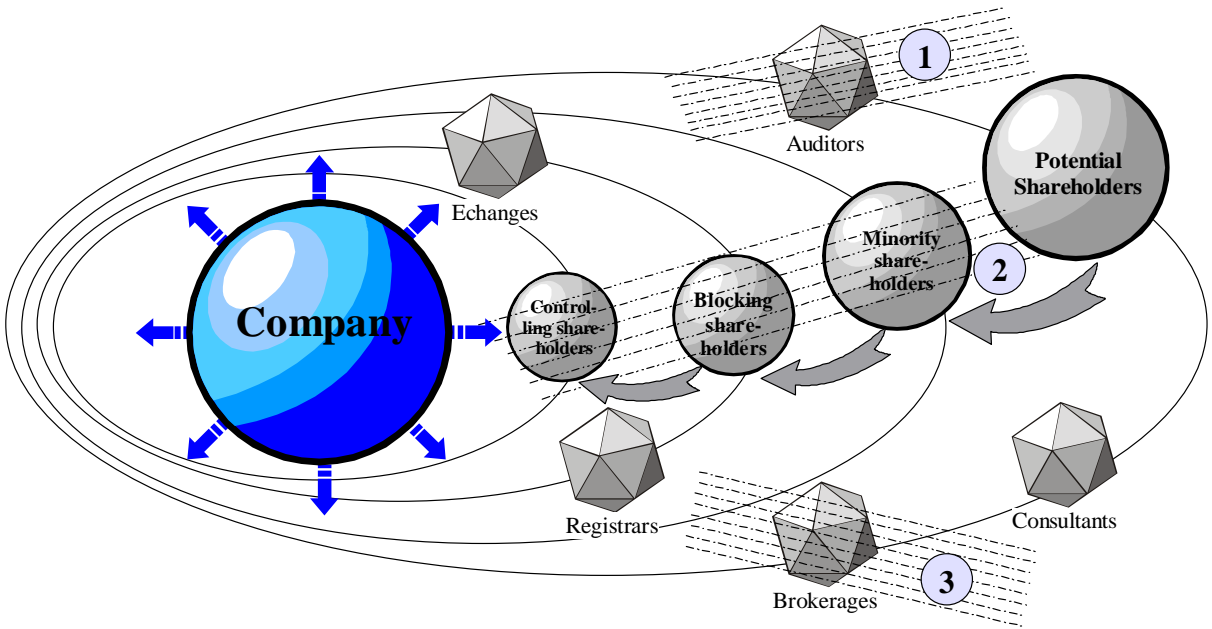 1
Auditors
Potential
Shareholders
Echanges
Minority
share-
holders
2
Company
Control-
ling share-
holders
Blocking
share-
holders
Registrars
Consultants
3
Brokerages